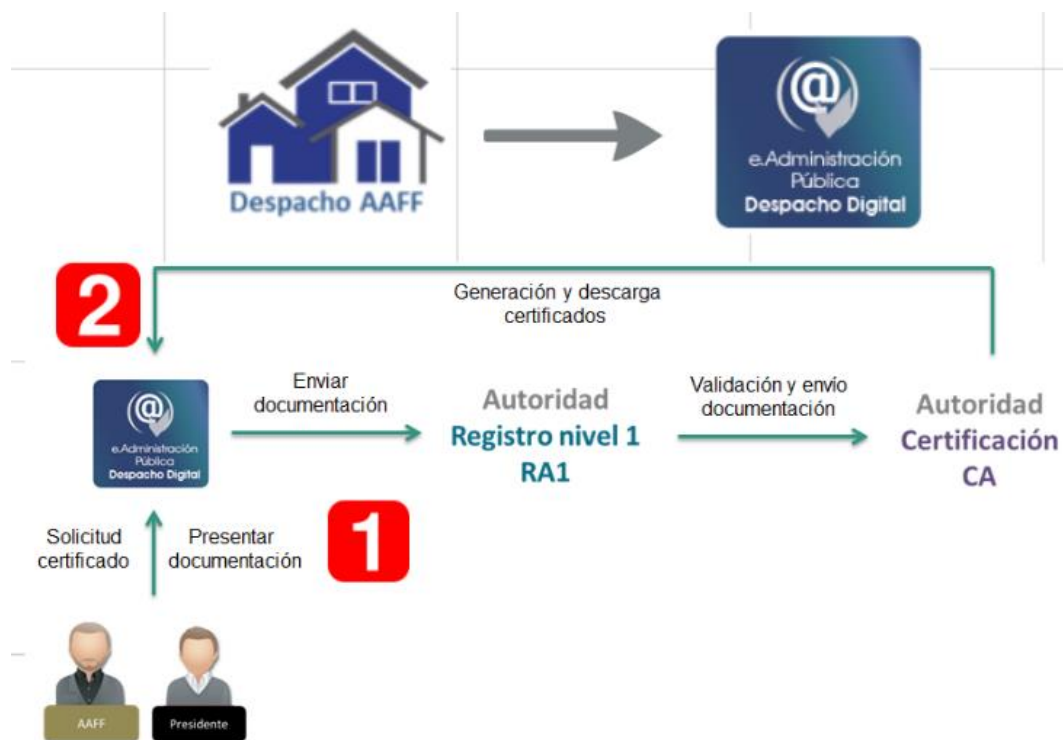 Despacho AAFF
@
e.Administración
Pública
Despacho Digital
2
Generación y descarga
certificados
@
e.Administración
Pública
Despacho Digital
Enviar
documentación
Autoridad
Registro nivel 1
RA1
Validación y envío
documentación
Autoridad
Certificación
CA
Solicitud
certificado
Presentar
documentación
1
AAFF
Presidente